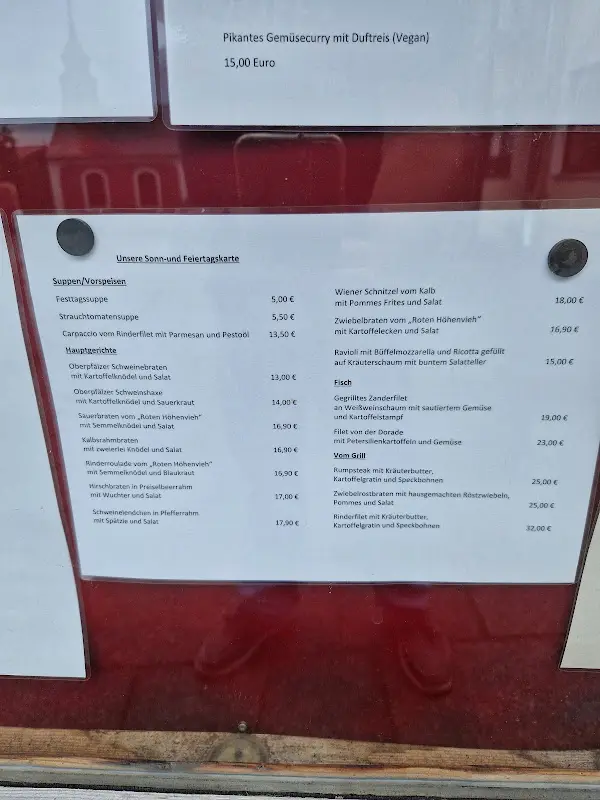 Pikantes Gemüsecurry mit Duftreis (Vegan)
15,00 Euro
Unsere Sonn-und Feiertagskarte
Suppen/Vorspeisen
Festtagssuppe 5,00 €
Strauchtomatensuppe 5,50 €
Carpaccio vom Rinderfilet mit Parmesan und Pestoöl 13,50 €
Hauptgerichte
Oberpfälzer Schweinebraten
mit Kartoffelknödel und Salat 13,00 €
Oberpfälzer Schweinshaxe
mit Kartoffelknödel und Sauerkraut 14,00 €
Sauerbraten vom „Roten Höhenvieh"
mit Semmelknödel und Salat 16,90 €
Kalbsrahmbraten
mit zweierlei Knödel und Salat 16,90 €
Rinderroulade vom „Roten Höhenvieh"
mit Semmelknödel und Blaukraut 16,90 €
Hirschbraten in Preiselbeerrahm
mit Wuchter und Salat 17,00 €
Schweinelendchen in Pfefferrahm
mit Spätzle und Salat 17,90 €
Wiener Schnitzel vom Kalb
mit Pommes Frites und Salat 18,00 €
Zwiebelbraten vom „Roten Höhenvieh"
mit Kartoffelecken und Salat 16,90 €
Ravioli mit Büffelmozzarella und Ricotta gefüllt
auf Kräuterschaum mit buntem Salatteller 15,00 €
Fisch
Gegrilltes Zanderfilet
an Weißweinschaum mit sautiertem Gemüse
und Kartoffelstampf 19,00 €
Filet von der Dorade
mit Petersilienkartoffeln und Gemüse 23,00 €
Vom Grill
Rumpsteak mit Kräuterbutter,
Kartoffelgratin und Speckbohnen 25,00 €
Zwiebelrostbraten mit hausgemachten Röstzwiebeln,
Pommes und Salat 25,00 €
Rinderfilet mit Kräuterbutter,
Kartoffelgratin und Speckbohnen 32,00 €